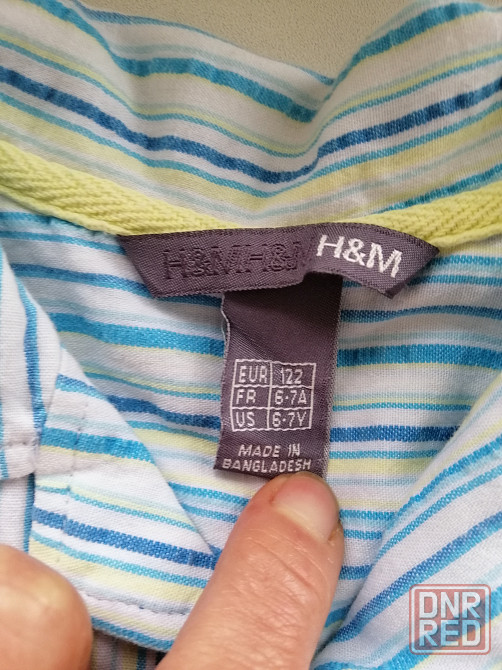 H&M H&M H&M
EUR 122
FR 6-7A
US 6-7Y
MADE IN
BANGLADESH
DNR
RED